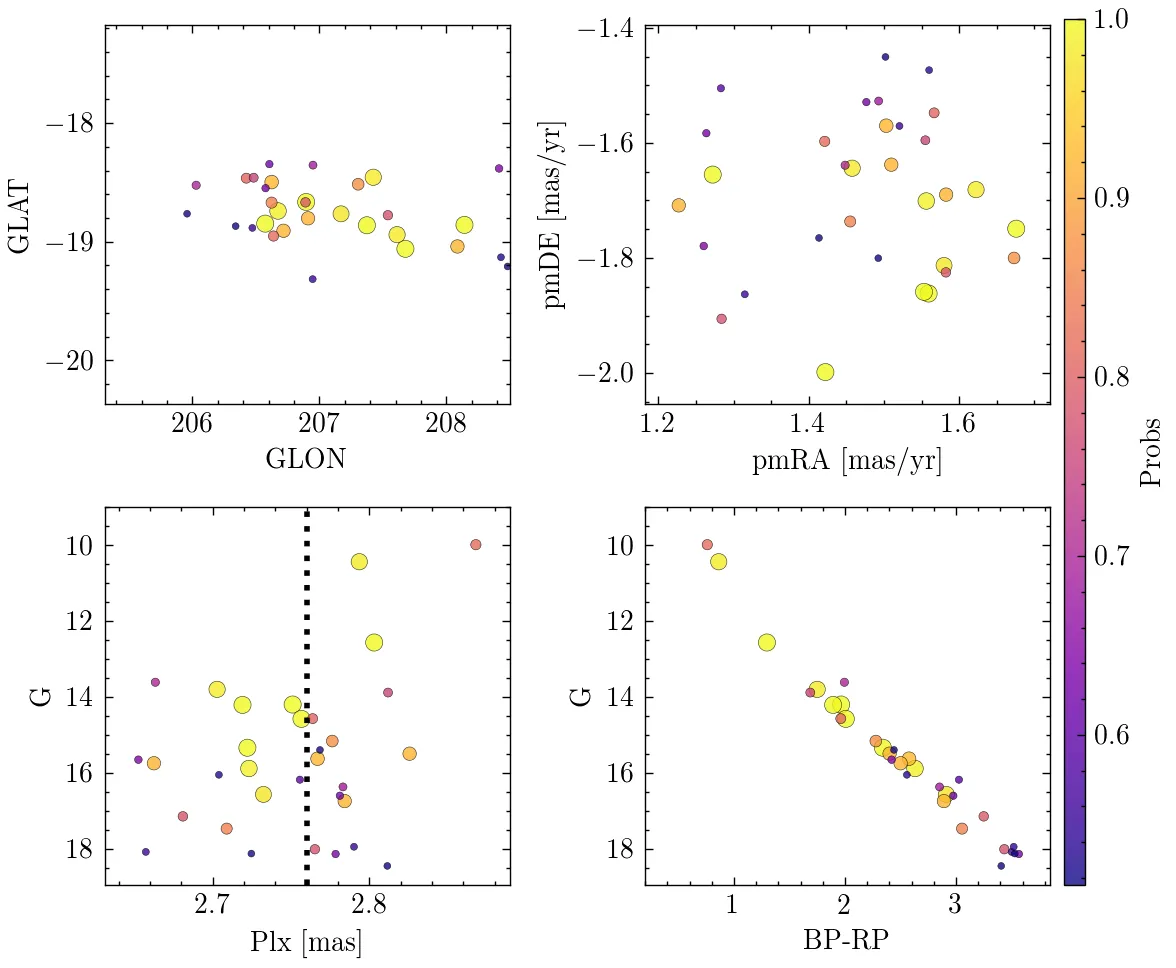 −18
−19
−20
GLAT
206 207 208
GLON
−1.4
−1.6
−1.8
−2.0
pmDE [mas/yr]
1.2 1.4 1.6
pmRA [mas/yr]
10
12
14
16
18
G
2.7 2.8
Plx [mas]
10
12
14
16
18
G
1 2 3
BP-RP
1.0
0.9
0.8
0.7
0.6
Probs